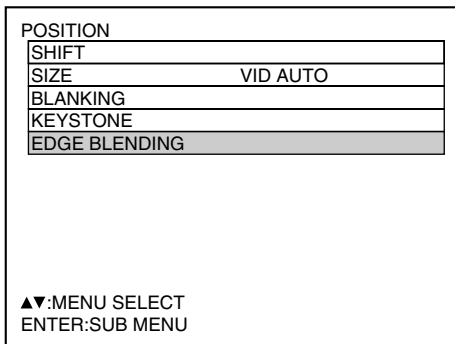 POSITION
SHIFT
SIZE VID AUTO
BLANKING
KEYSTONE
EDGE BLENDING
▲▼:MENU SELECT
ENTER:SUB MENU